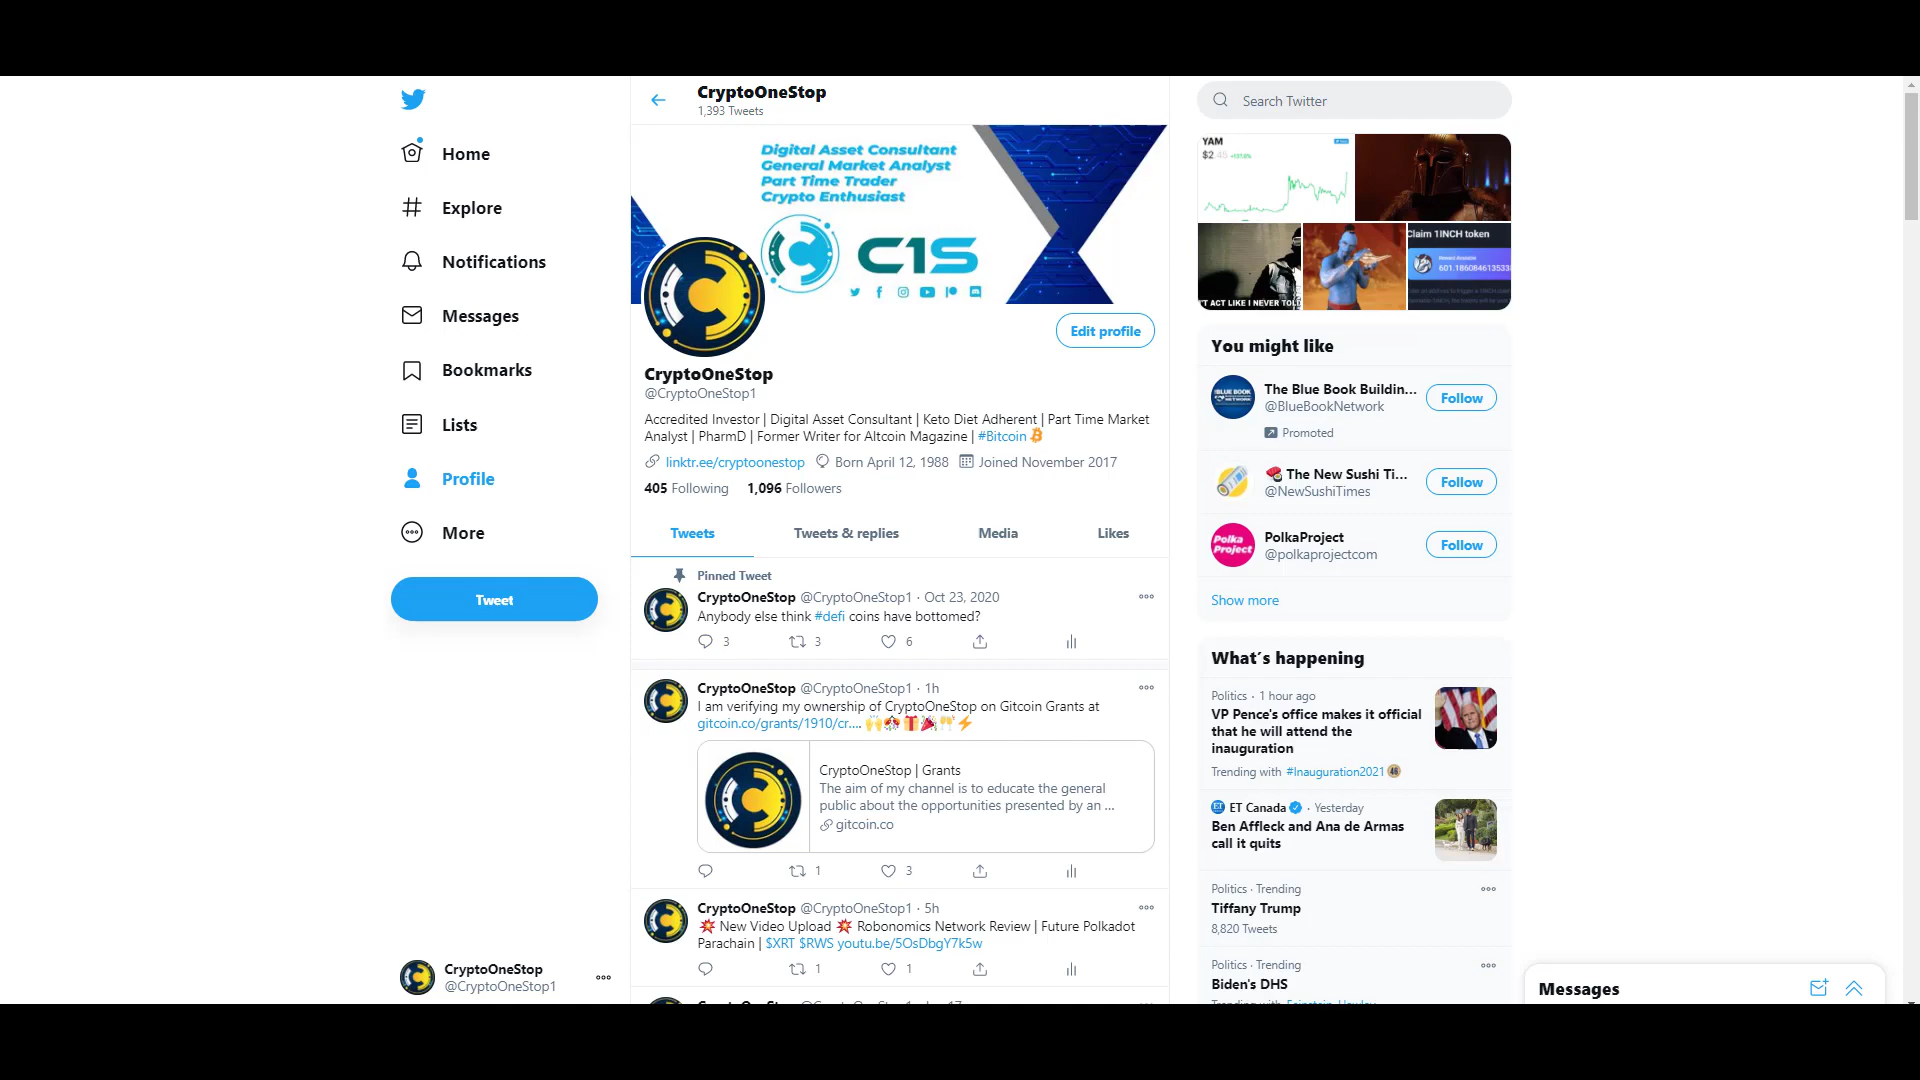 CryptoOneStop
1,393 Tweets
Home
Explore
Notifications
Messages
Bookmarks
Lists
Profile
More
Tweet
CryptoOneStop
@CryptoOneStop1
Digital Asset Consultant
General Market Analyst
Part Time Trader
Crypto Enthusiast
C1S
Edit profile
CryptoOneStop
@CryptoOneStop1
Accredited Investor | Digital Asset Consultant | Keto Diet Adherent | Part Time Market
Analyst | PharmD | Former Writer for Altcoin Magazine | #Bitcoin
linktr.ee/cryptoonestop Born April 12, 1988 Joined November 2017
405 Following 1,096 Followers
Tweets Tweets & replies Media Likes
Pinned Tweet
CryptoOneStop @CryptoOneStop1 · Oct 23, 2020
Anybody else think #defi coins have bottomed?
3 3 6
CryptoOneStop @CryptoOneStop1 · 1h
I am verifying my ownership of CryptoOneStop on Gitcoin Grants at
gitcoin.co/grants/1910/cr.... 🙌🎊🎁🎉🥂⚡
CryptoOneStop | Grants
The aim of my channel is to educate the general
public about the opportunities presented by an ...
gitcoin.co
1 3
CryptoOneStop @CryptoOneStop1 · 5h
💥 New Video Upload 💥 Robonomics Network Review | Future Polkadot
Parachain | $XRT $RWS youtu.be/5OsDbgY7k5w
1 1
Search Twitter
YAM
Claim 1INCH token
'T ACT LIKE I NEVER TOL
You might like
The Blue Book Buildin...
@BlueBookNetwork
Follow
Promoted
🍣 The New Sushi Ti...
@NewSushiTimes
Follow
Polka
Project
PolkaProject
@polkaprojectcom
Follow
Show more
What's happening
Politics · 1 hour ago
VP Pence's office makes it official
that he will attend the
inauguration
Trending with #Inauguration2021
ET Canada · Yesterday
Ben Affleck and Ana de Armas
call it quits
Politics · Trending
Tiffany Trump
8,820 Tweets
Politics · Trending
Biden's DHS
Messages